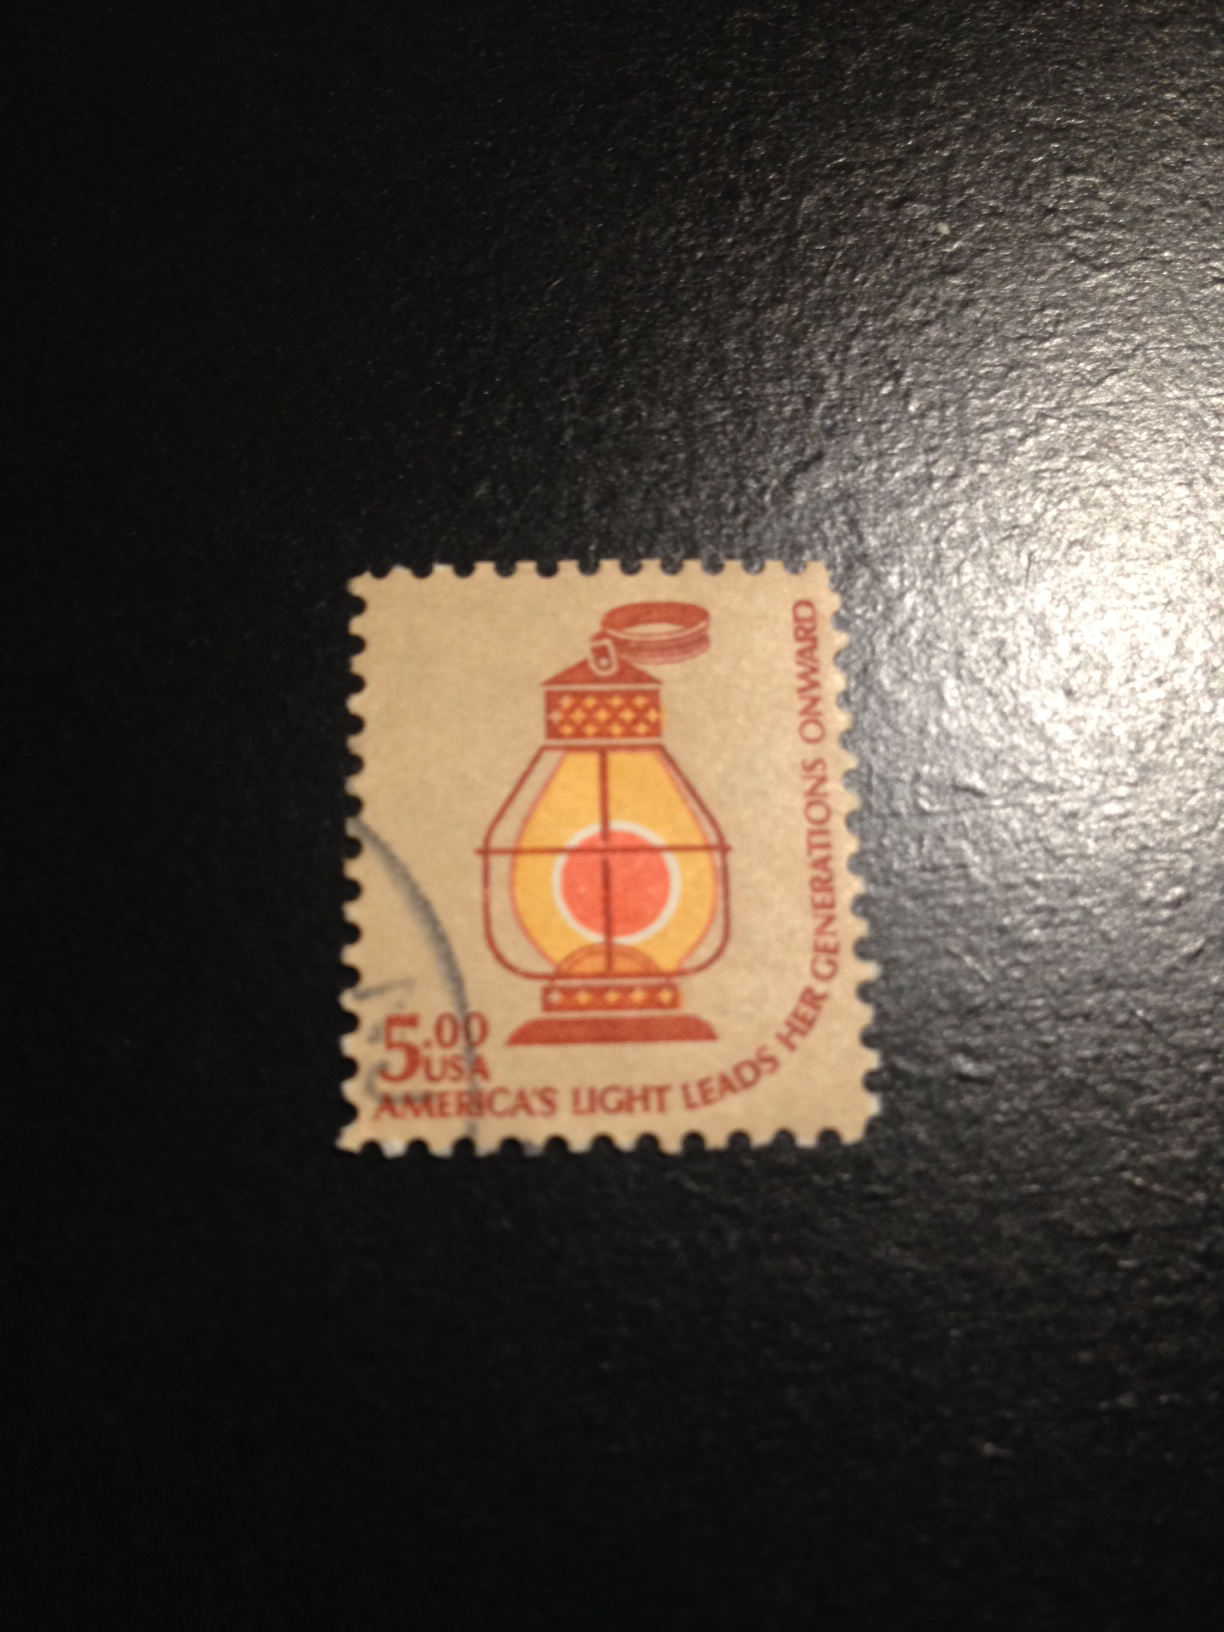 5.00
USA
AMERICA'S LIGHT LEADS HER GENERATIONS ONWARD